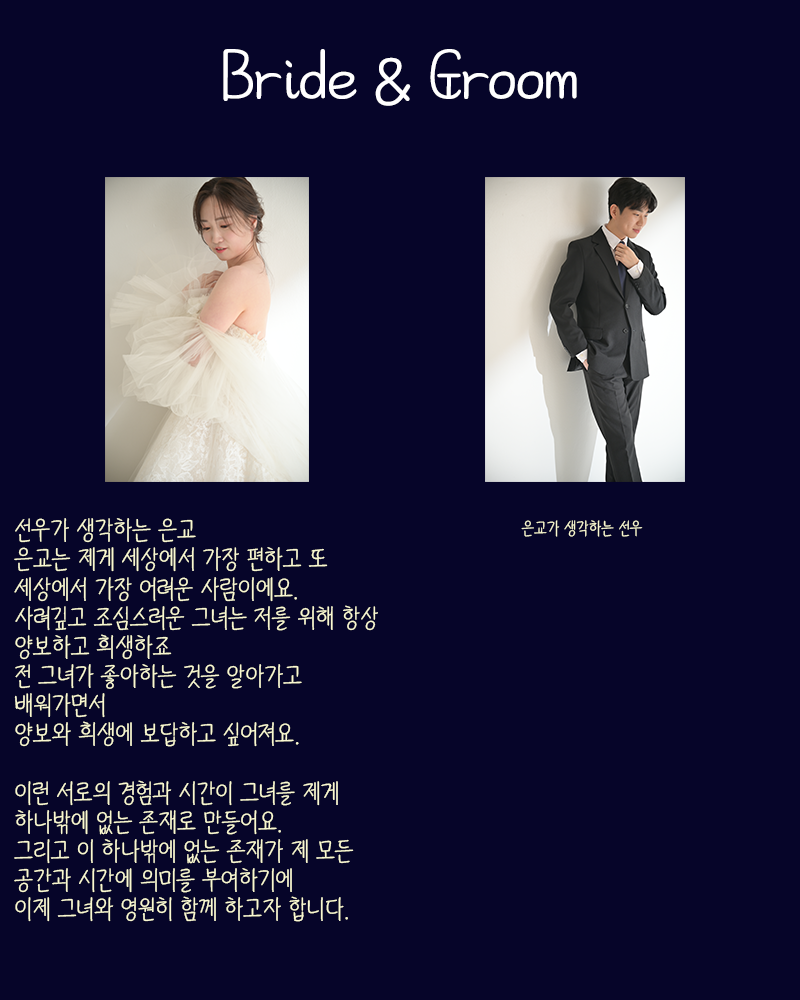 Bride & Groom
선우가 생각하는 은교
은교는 제게 세상에서 가장 편하고 또
세상에서 가장 어려운 사람이에요.
사려깊고 조심스러운 그녀는 저를 위해 항상
양보하고 희생하죠
전 그녀가 좋아하는 것을 알아가고
배워가면서
양보와 희생에 보답하고 싶어져요.
이런 서로의 경험과 시간이 그녀를 제게
하나밖에 없는 존재로 만들어요.
그리고 이 하나밖에 없는 존재가 제 모든
공간과 시간에 의미를 부여하기에
이제 그녀와 영원히 함께 하고자 합니다.
은교가 생각하는 선우